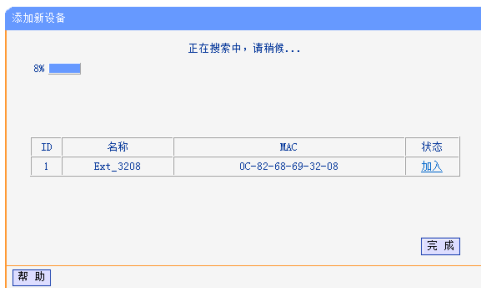 添加新设备
正在搜索中，请稍候...
8%
ID 名称 MAC 状态
1 Ext_3208 0C-82-68-69-32-08 加入
完 成
帮 助